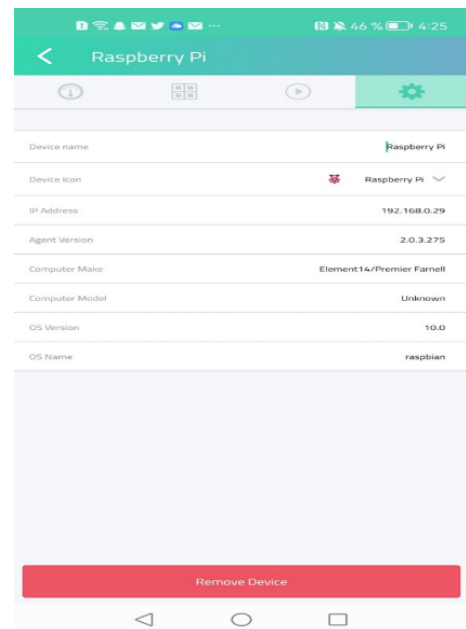 46 % 4:25
Raspberry Pi
Device name Raspberry Pi
Device Icon Raspberry Pi
IP Address 192.168.0.29
Agent Version 2.0.3.275
Computer Make Element14/Premier Farnell
Computer Model Unknown
OS Version 10.0
OS Name raspbian
Remove Device